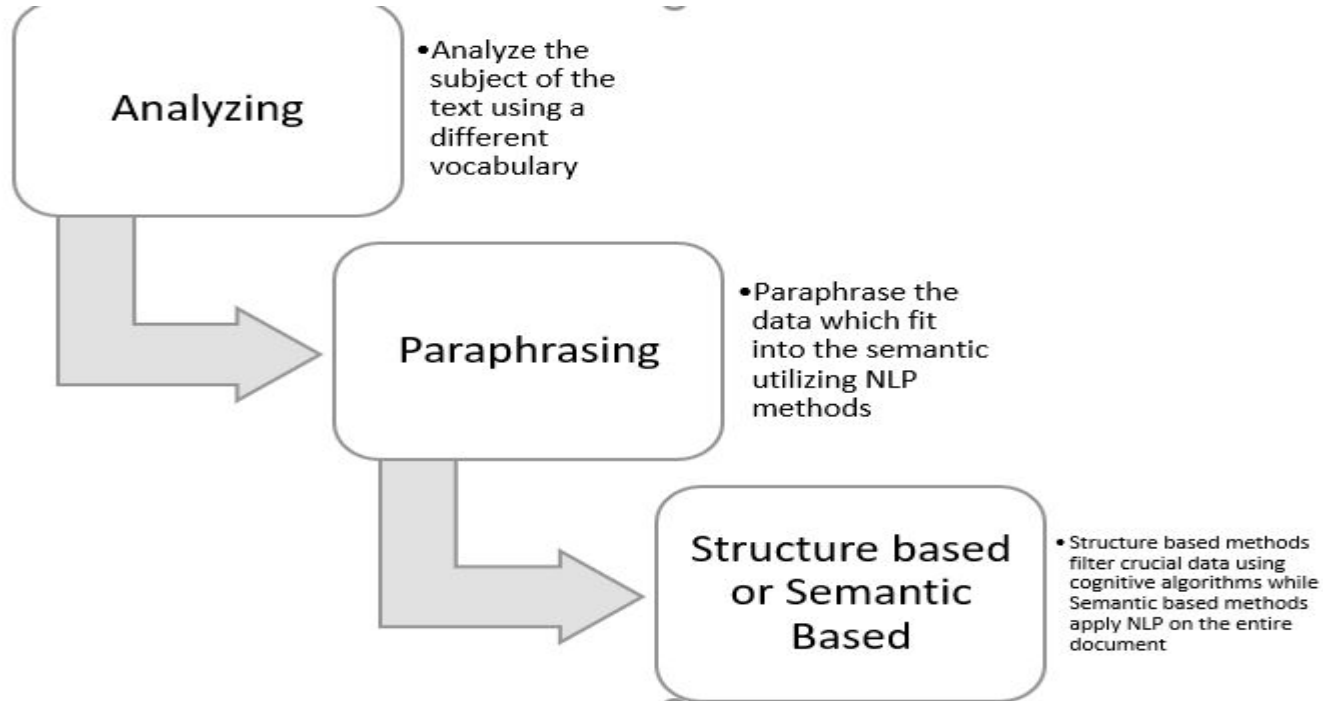 Analyzing
•Analyze the
subject of the
text using a
different
vocabulary
Paraphrasing
•Paraphrase the
data which fit
into the semantic
utilizing NLP
methods
Structure based
or Semantic
Based
• Structure based methods
filter crucial data using
cognitive algorithms while
Semantic based methods
apply NLP on the entire
document